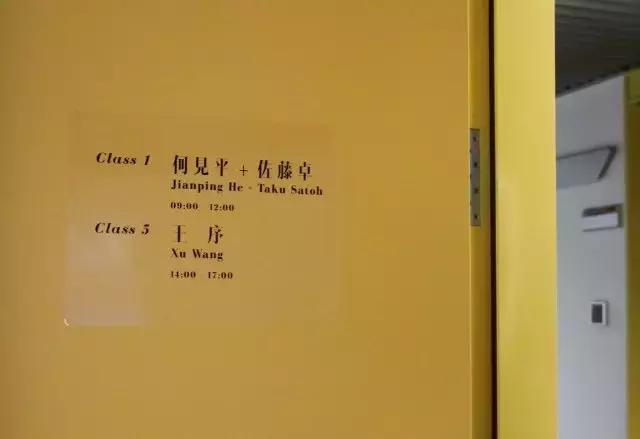 Class 1 何見平 + 佐藤卓
Jianping He + Taku Satoh
09:00 12:00
Class 5 王 序
Xu Wang
14:00 17:00